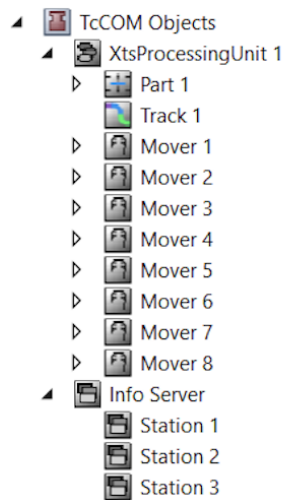 TcCOM Objects
XtsProcessingUnit 1
Part 1
Track 1
Mover 1
Mover 2
Mover 3
Mover 4
Mover 5
Mover 6
Mover 7
Mover 8
Info Server
Station 1
Station 2
Station 3